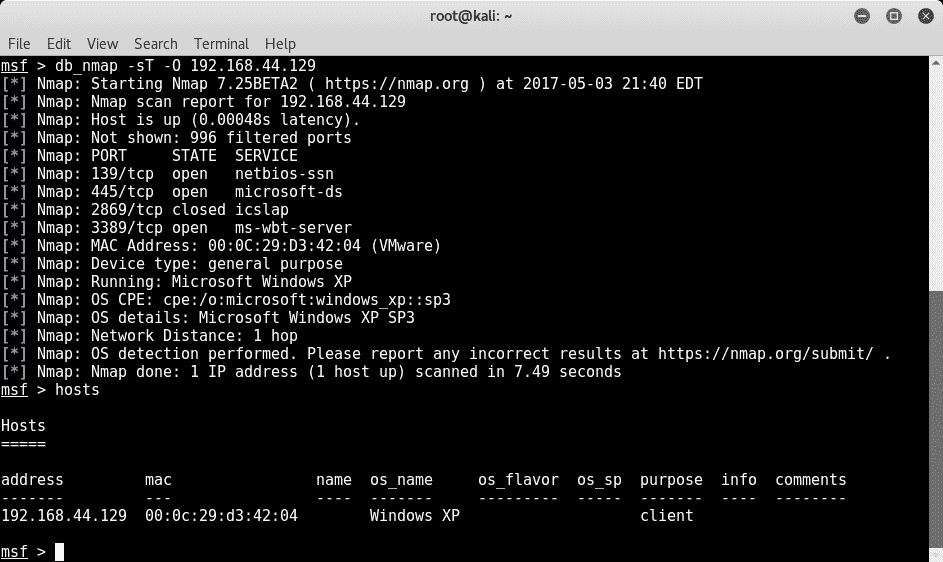 root@kali: ~
File Edit View Search Terminal Help
msf > db_nmap -sT -O 192.168.44.129
[*] Nmap: Starting Nmap 7.25BETA2 ( https://nmap.org ) at 2017-05-03 21:40 EDT
[*] Nmap: Nmap scan report for 192.168.44.129
[*] Nmap: Host is up (0.00048s latency).
[*] Nmap: Not shown: 996 filtered ports
[*] Nmap: PORT     STATE  SERVICE
[*] Nmap: 139/tcp  open   netbios-ssn
[*] Nmap: 445/tcp  open   microsoft-ds
[*] Nmap: 2869/tcp closed icslap
[*] Nmap: 3389/tcp open   ms-wbt-server
[*] Nmap: MAC Address: 00:0C:29:D3:42:04 (VMware)
[*] Nmap: Device type: general purpose
[*] Nmap: Running: Microsoft Windows XP
[*] Nmap: OS CPE: cpe:/o:microsoft:windows_xp::sp3
[*] Nmap: OS details: Microsoft Windows XP SP3
[*] Nmap: Network Distance: 1 hop
[*] Nmap: OS detection performed. Please report any incorrect results at https://nmap.org/submit/ .
[*] Nmap: Nmap done: 1 IP address (1 host up) scanned in 7.49 seconds
msf > hosts
Hosts
=====
address         mac                name  os_name     os_flavor  os_sp  purpose  info  comments
-------         ---                ----  -------     ---------  -----  -------  ----  --------
192.168.44.129  00:0c:29:d3:42:04        Windows XP                    client
msf >